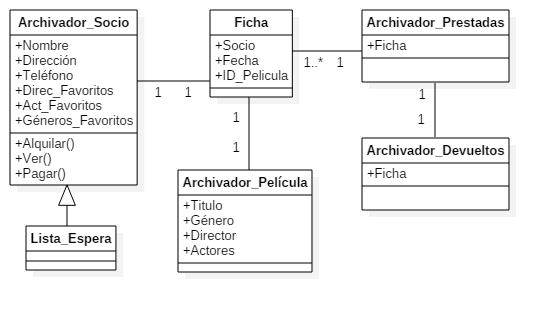 Archivador_Socio
+Nombre
+Dirección
+Teléfono
+Direc_Favoritos
+Act_Favoritos
+Géneros_Favoritos
+Alquilar()
+Ver()
+Pagar()
Lista_Espera
1 1
Ficha
+Socio
+Fecha
+ID_Pelicula
1
1
Archivador_Película
+Titulo
+Género
+Director
+Actores
1..* 1
Archivador_Prestadas
+Ficha
1
1
Archivador_Devueltos
+Ficha